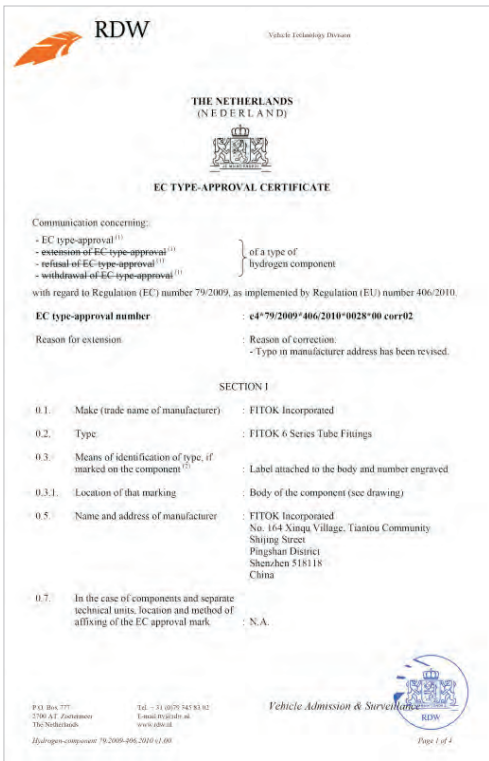 RDW
Vehicle Technology Division
THE NETHERLANDS
(NEDERLAND)
EC TYPE-APPROVAL CERTIFICATE
Communication concerning:
- EC type-approval (1)
- extension of EC type-approval (1)
- refusal of EC type-approval (1)
- withdrawal of EC type-approval (1)
of a type of
hydrogen component
with regard to Regulation (EC) number 79/2009, as implemented by Regulation (EU) number 406/2010.
EC type-approval number : e4*79/2009*406/2010*0028*00 corr02
Reason for extension : Reason of correction:
- Typo in manufacturer address has been revised.
SECTION I
0.1. Make (trade name of manufacturer) : FITOK Incorporated
0.2. Type : FITOK 6 Series Tube Fittings
0.3. Means of identification of type, if
marked on the component (2) : Label attached to the body and number engraved
0.3.1. Location of that marking : Body of the component (see drawing)
0.5. Name and address of manufacturer : FITOK Incorporated
No. 164 Xinqu Village, Tiantou Community
Shijing Street
Pingshan District
Shenzhen 518118
China
0.7. In the case of components and separate
technical units, location and method of
affixing of the EC approval mark : N.A.
P.O. Box 777
2700 AT Zoetermeer
The Netherlands
Tel. + 31 (0)79 345 83 02
www.rdw.nl
Vehicle Admission & Surveillance
RDW
Hydrogen-component 79.2009-406.2010 v1.00
Page 1 of 4